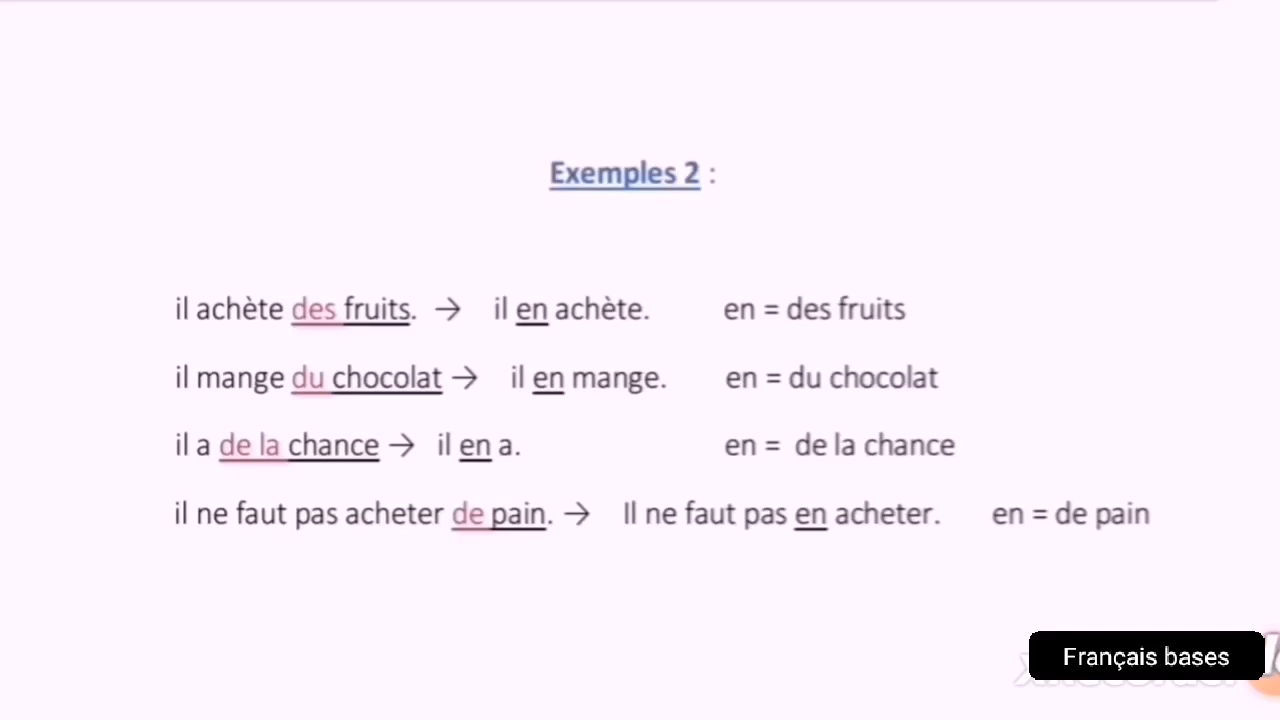 Exemples 2 :
il achète des fruits. → il en achète. en = des fruits
il mange du chocolat → il en mange. en = du chocolat
il a de la chance → il en a. en = de la chance
il ne faut pas acheter de pain. → Il ne faut pas en acheter. en = de pain
Français bases